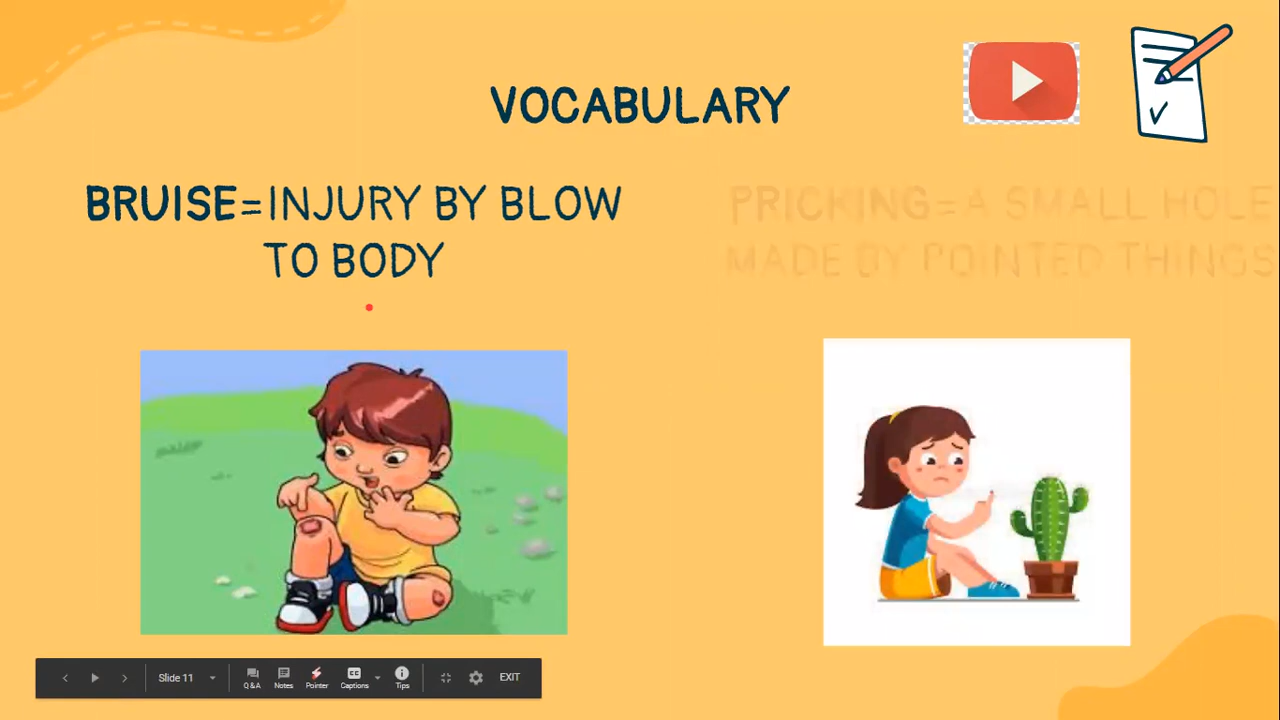 VOCABULARY
BRUISE=INJURY BY BLOW
TO BODY
PRICKING=A SMALL HOLE
MADE BY POINTED THINGS
Slide 11
Q&A
Notes
Pointer
CC
Captions
Tips
EXIT